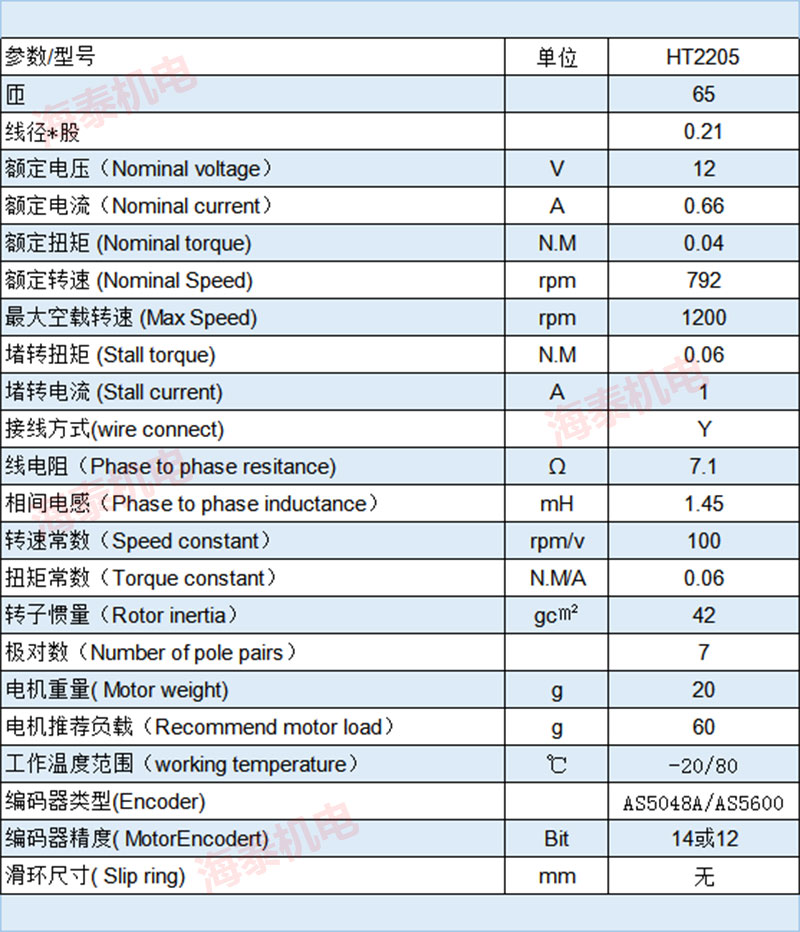 参数/型号 单位 HT2205
匝 65
线径*股 0.21
额定电压（Nominal voltage） V 12
额定电流（Nominal current） A 0.66
额定扭矩 (Nominal torque) N.M 0.04
额定转速 (Nominal Speed) rpm 792
最大空载转速 (Max Speed) rpm 1200
堵转扭矩 (Stall torque) N.M 0.06
堵转电流 (Stall current) A 1
接线方式(wire connect) Y
线电阻（Phase to phase resitance) Ω 7.1
相间电感（Phase to phase inductance） mH 1.45
转速常数（Speed constant） rpm/v 100
扭矩常数（Torque constant） N.M/A 0.06
转子惯量（Rotor inertia） gcm² 42
极对数（Number of pole pairs） 7
电机重量( Motor weight) g 20
电机推荐负载（Recommend motor load） g 60
工作温度范围（working temperature） ℃ -20/80
编码器类型(Encoder) AS5048A/AS5600
编码器精度( MotorEncodert) Bit 14或12
滑环尺寸( Slip ring) mm 无
海泰机电
海泰机电
海泰机电
海泰机电